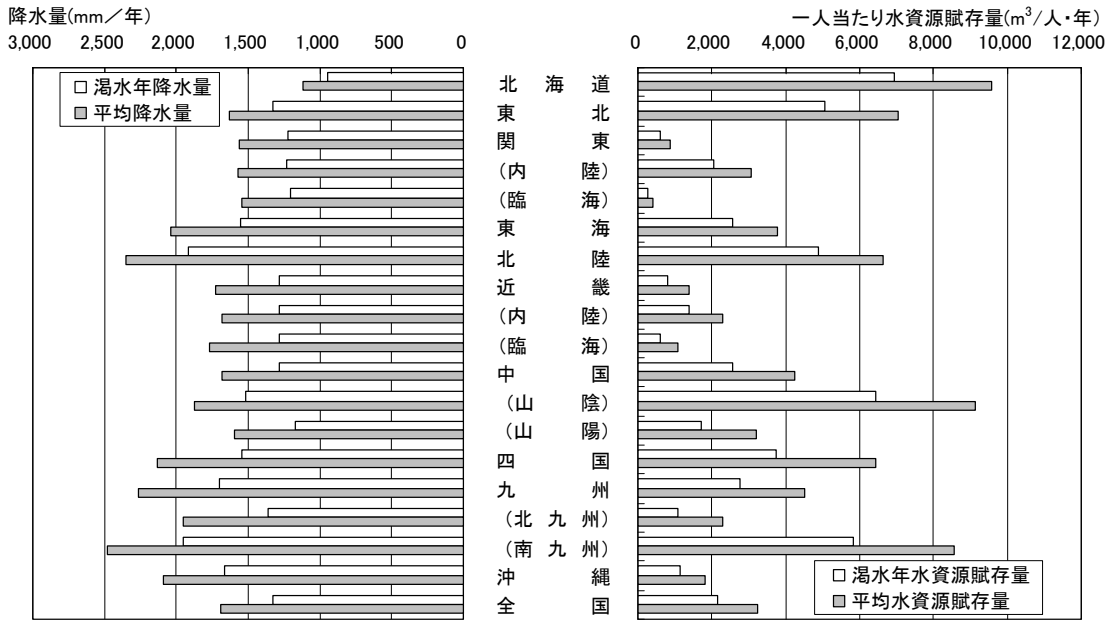 降水量(mm/年)
一人当たり水資源賦存量(m³/人・年)
3,000 2,500 2,000 1,500 1,000 500 0
0 2,000 4,000 6,000 8,000 10,000 12,000
渇水年降水量
平均降水量
北海道
東北
関東
(内陸)
(臨海)
東海
北陸
近畿
(内陸)
(臨海)
中国
(山陰)
(山陽)
四国
九州
(北九州)
(南九州)
沖縄
全国
渇水年水資源賦存量
平均水資源賦存量